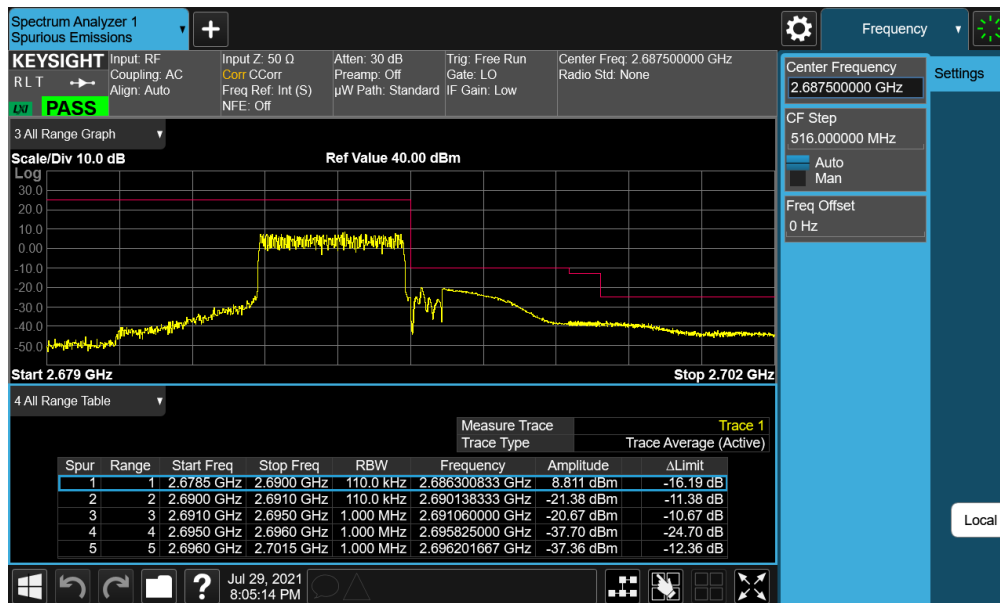 Spectrum Analyzer 1
Spurious Emissions
Frequency
KEYSIGHT
R L T
LXI
PASS
Input: RF
Coupling: AC
Align: Auto
Input Z: 50 Ω
Corr CCorr
Freq Ref: Int (S)
NFE: Off
Atten: 30 dB
Preamp: Off
µW Path: Standard
Trig: Free Run
Gate: LO
IF Gain: Low
Center Freq: 2.687500000 GHz
Radio Std: None
Center Frequency
2.687500000 GHz
Settings
CF Step
516.000000 MHz
Auto
Man
Freq Offset
0 Hz
3 All Range Graph
Scale/Div 10.0 dB
Ref Value 40.00 dBm
Log
30.0
20.0
10.0
0.00
-10.0
-20.0
-30.0
-40.0
-50.0
Start 2.679 GHz
Stop 2.702 GHz
4 All Range Table
Measure Trace Trace 1
Trace Type Trace Average (Active)
Spur Range Start Freq Stop Freq RBW Frequency Amplitude ΔLimit
1 1 2.6785 GHz 2.6900 GHz 110.0 kHz 2.686300833 GHz 8.811 dBm -16.19 dB
2 2 2.6900 GHz 2.6910 GHz 110.0 kHz 2.690138333 GHz -21.38 dBm -11.38 dB
3 3 2.6910 GHz 2.6950 GHz 1.000 MHz 2.691060000 GHz -20.67 dBm -10.67 dB
4 4 2.6950 GHz 2.6960 GHz 1.000 MHz 2.695825000 GHz -37.70 dBm -24.70 dB
5 5 2.6960 GHz 2.7015 GHz 1.000 MHz 2.696201667 GHz -37.36 dBm -12.36 dB
Local
?
Jul 29, 2021
8:05:14 PM